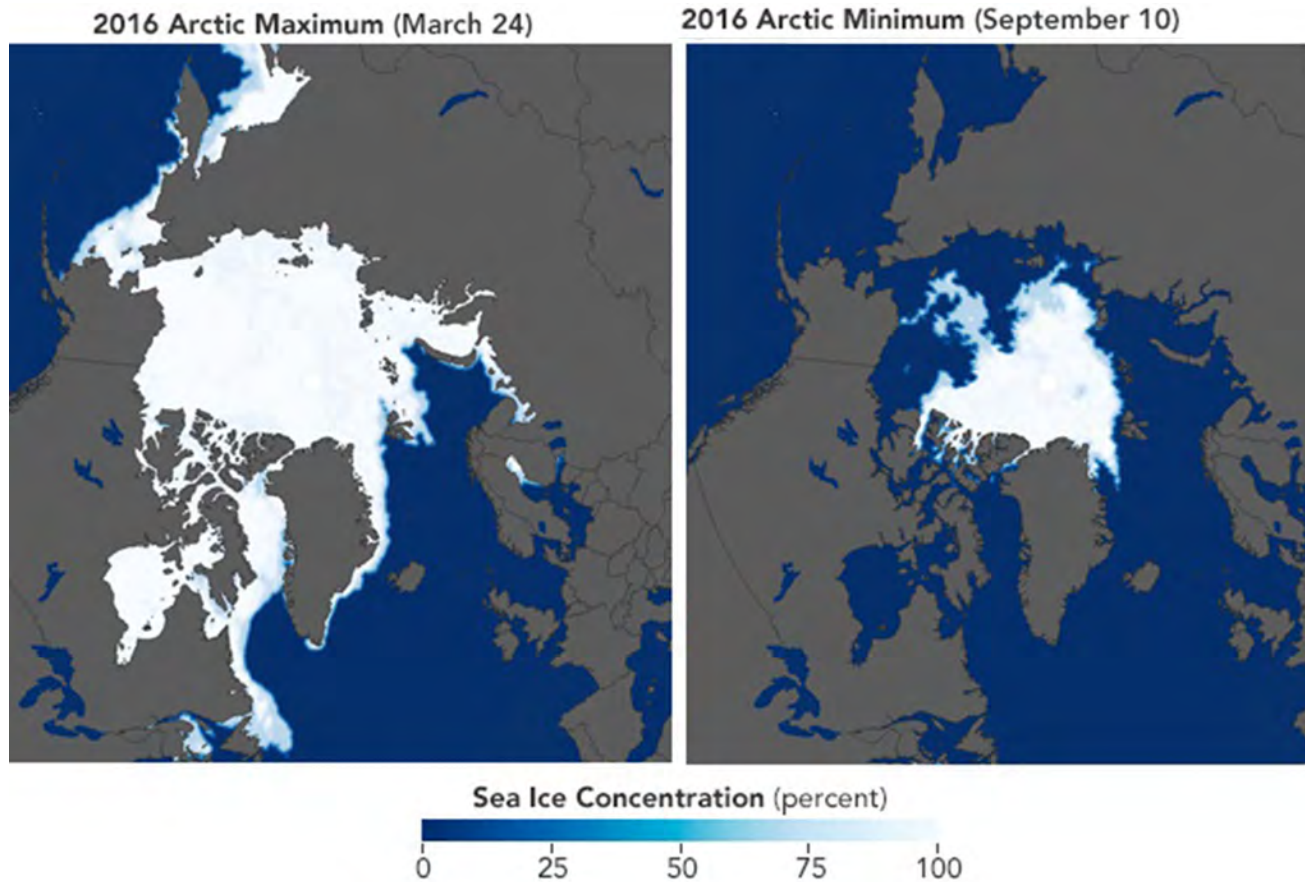 2016 Arctic Maximum (March 24)
2016 Arctic Minimum (September 10)
Sea Ice Concentration (percent)
0 25 50 75 100